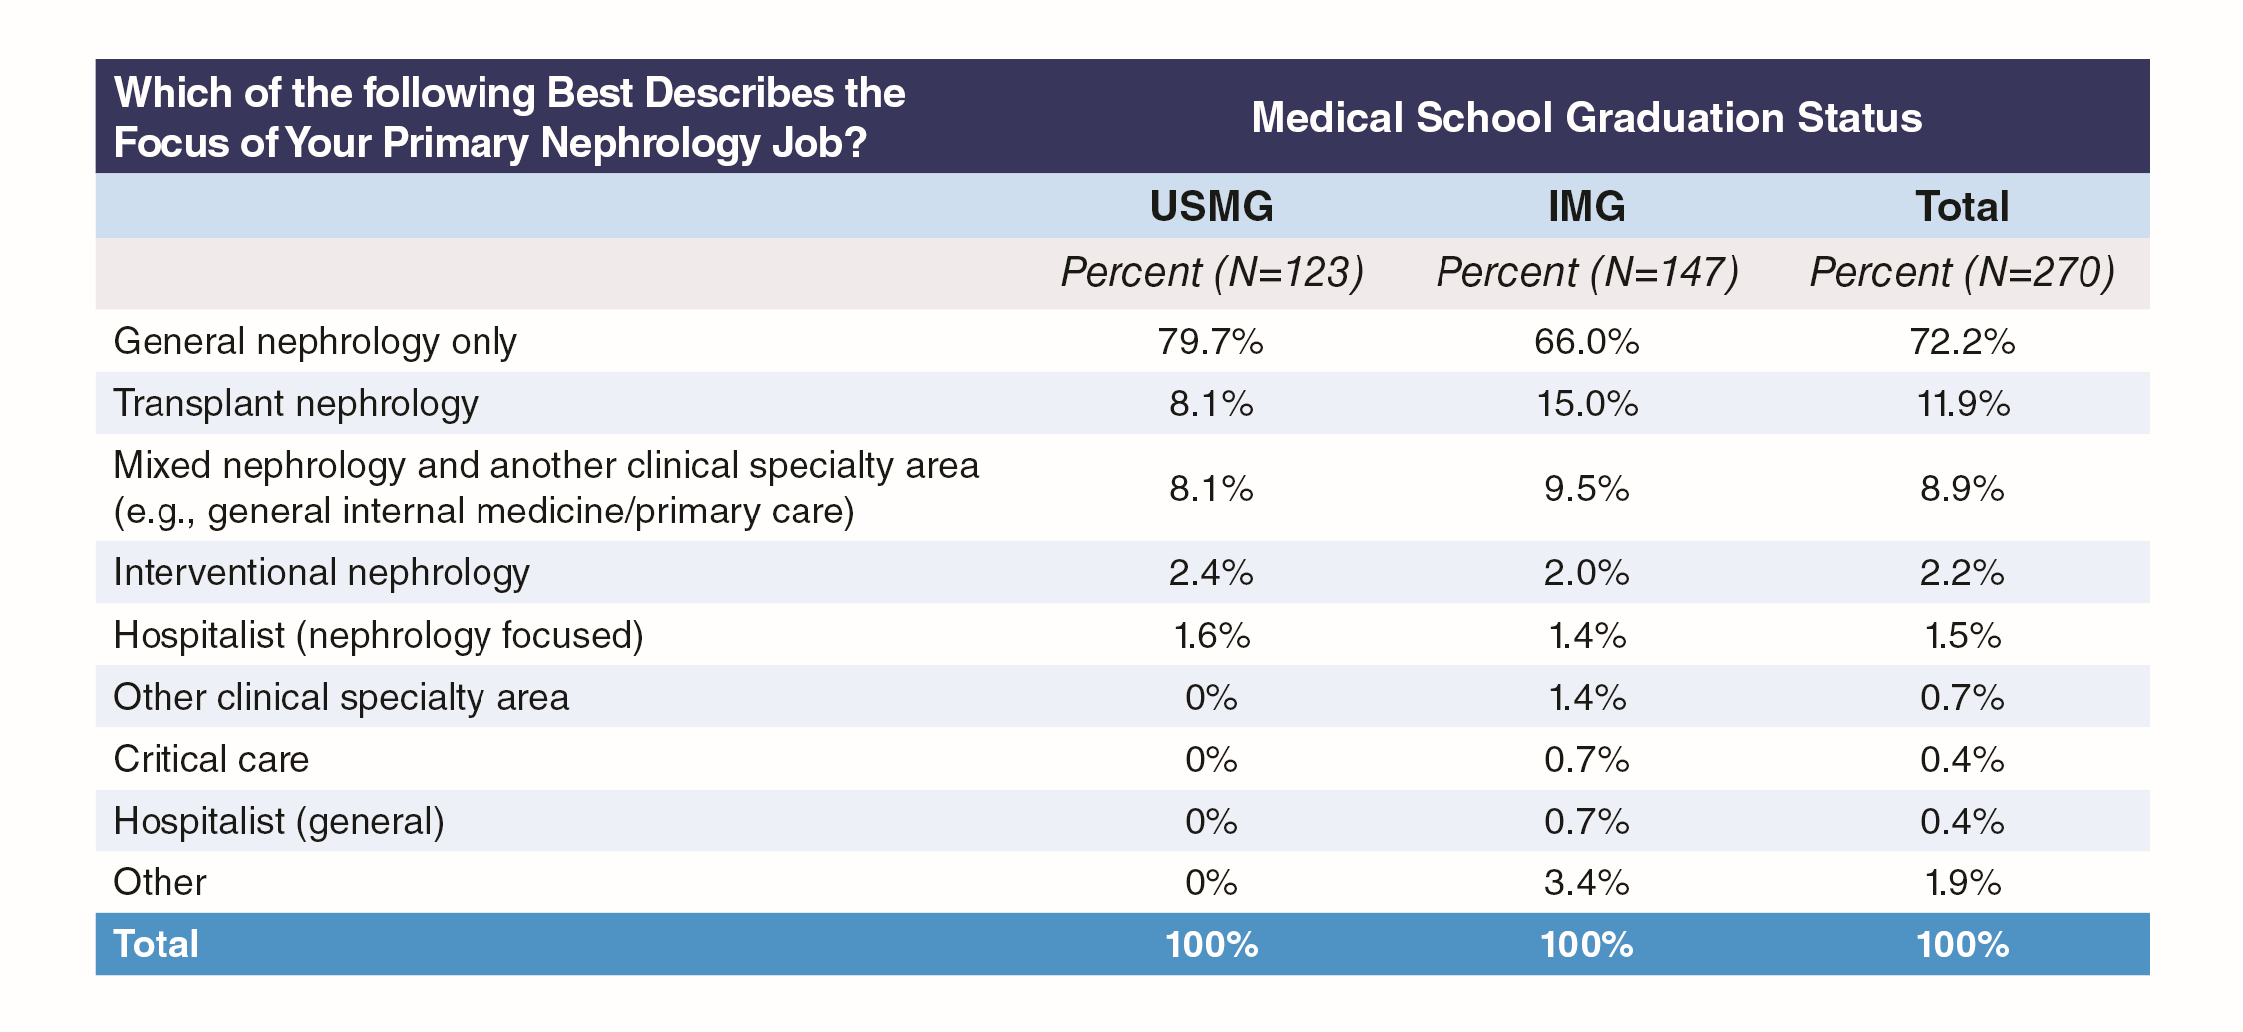 Which of the following Best Describes the
Focus of Your Primary Nephrology Job?
Medical School Graduation Status
USMG IMG Total
Percent (N=123) Percent (N=147) Percent (N=270)
General nephrology only 79.7% 66.0% 72.2%
Transplant nephrology 8.1% 15.0% 11.9%
Mixed nephrology and another clinical specialty area
(e.g., general internal medicine/primary care) 8.1% 9.5% 8.9%
Interventional nephrology 2.4% 2.0% 2.2%
Hospitalist (nephrology focused) 1.6% 1.4% 1.5%
Other clinical specialty area 0% 1.4% 0.7%
Critical care 0% 0.7% 0.4%
Hospitalist (general) 0% 0.7% 0.4%
Other 0% 3.4% 1.9%
Total 100% 100% 100%